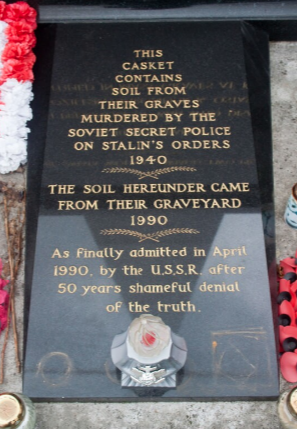 THIS
CASKET
CONTAINS
SOIL FROM
THEIR GRAVES
MURDERED BY THE
SOVIET SECRET POLICE
ON STALIN'S ORDERS
1940
THE SOIL HEREUNDER CAME
FROM THEIR GRAVEYARD
1990
As finally admitted in April
1990, by the U.S.S.R. after
50 years shameful denial
of the truth.